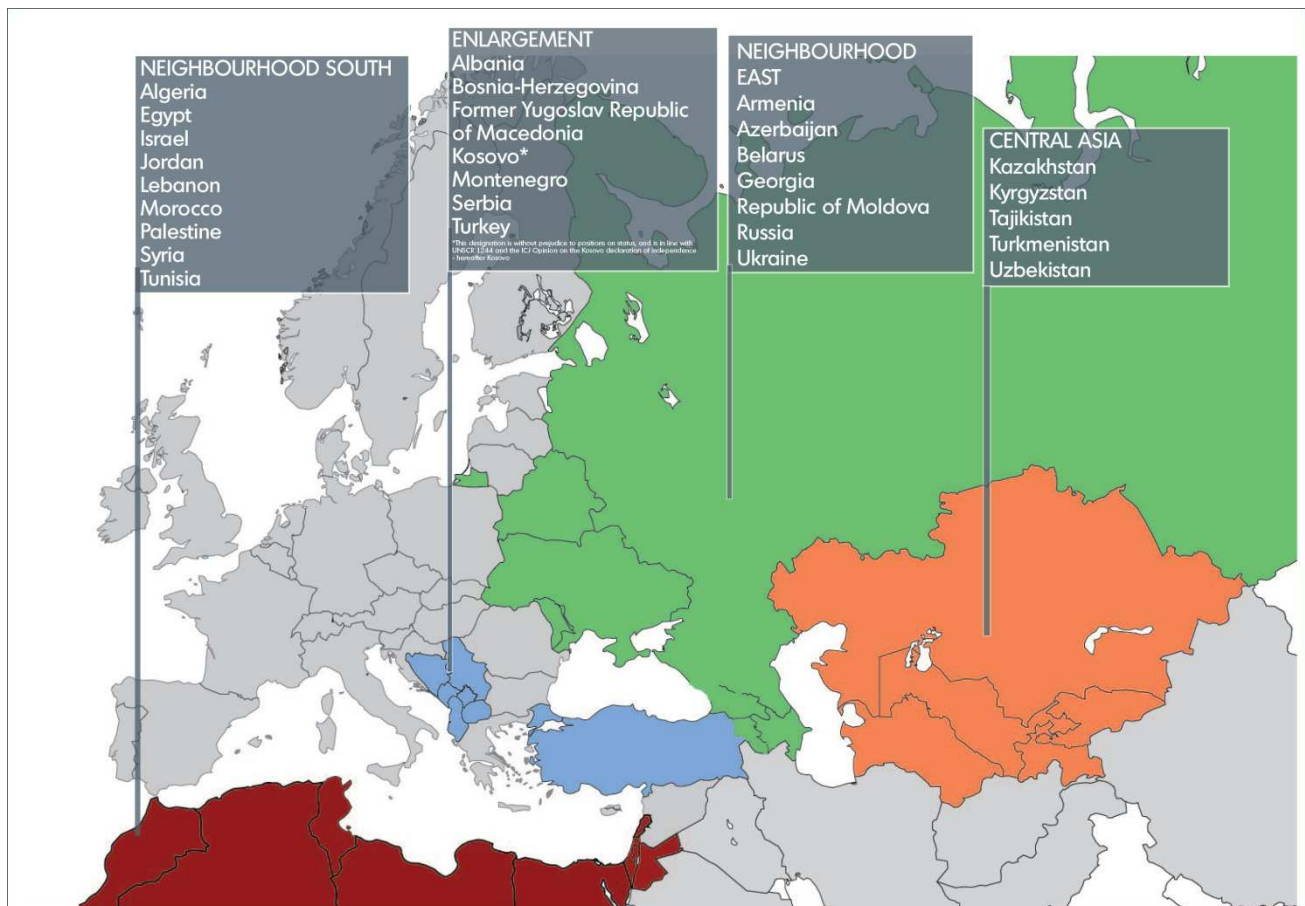 NEIGHBOURHOOD SOUTH
Algeria
Egypt
Israel
Jordan
Lebanon
Morocco
Palestine
Syria
Tunisia
ENLARGEMENT
Albania
Bosnia-Herzegovina
Former Yugoslav Republic
of Macedonia
Kosovo*
Montenegro
Serbia
Turkey
*This designation is without prejudice to positions on status, and is in line with
UNSCR 1244 and the ICJ Opinion on the Kosovo declaration of independence
- hereafter Kosovo
NEIGHBOURHOOD
EAST
Armenia
Azerbaijan
Belarus
Georgia
Republic of Moldova
Russia
Ukraine
CENTRAL ASIA
Kazakhstan
Kyrgyzstan
Tajikistan
Turkmenistan
Uzbekistan